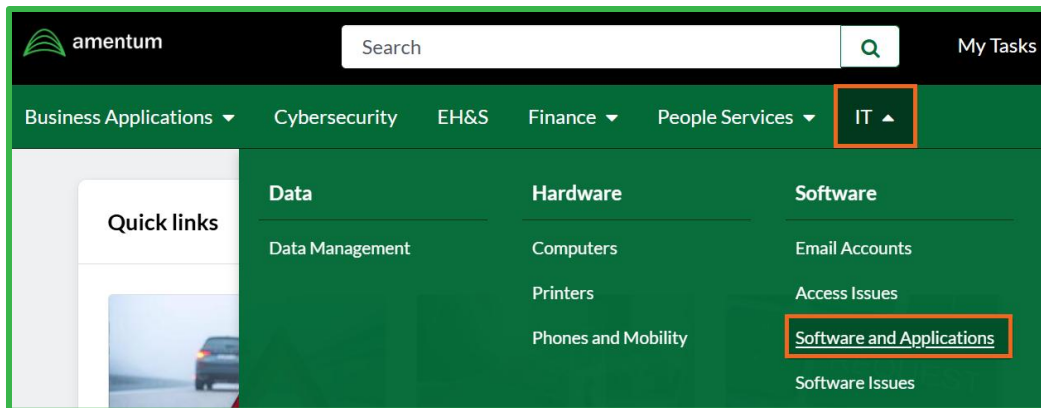 amentum
Search
My Tasks
Business Applications
Cybersecurity
EH&S
Finance
People Services
IT
Quick links
Data
Data Management
Hardware
Computers
Printers
Phones and Mobility
Software
Email Accounts
Access Issues
Software and Applications
Software Issues